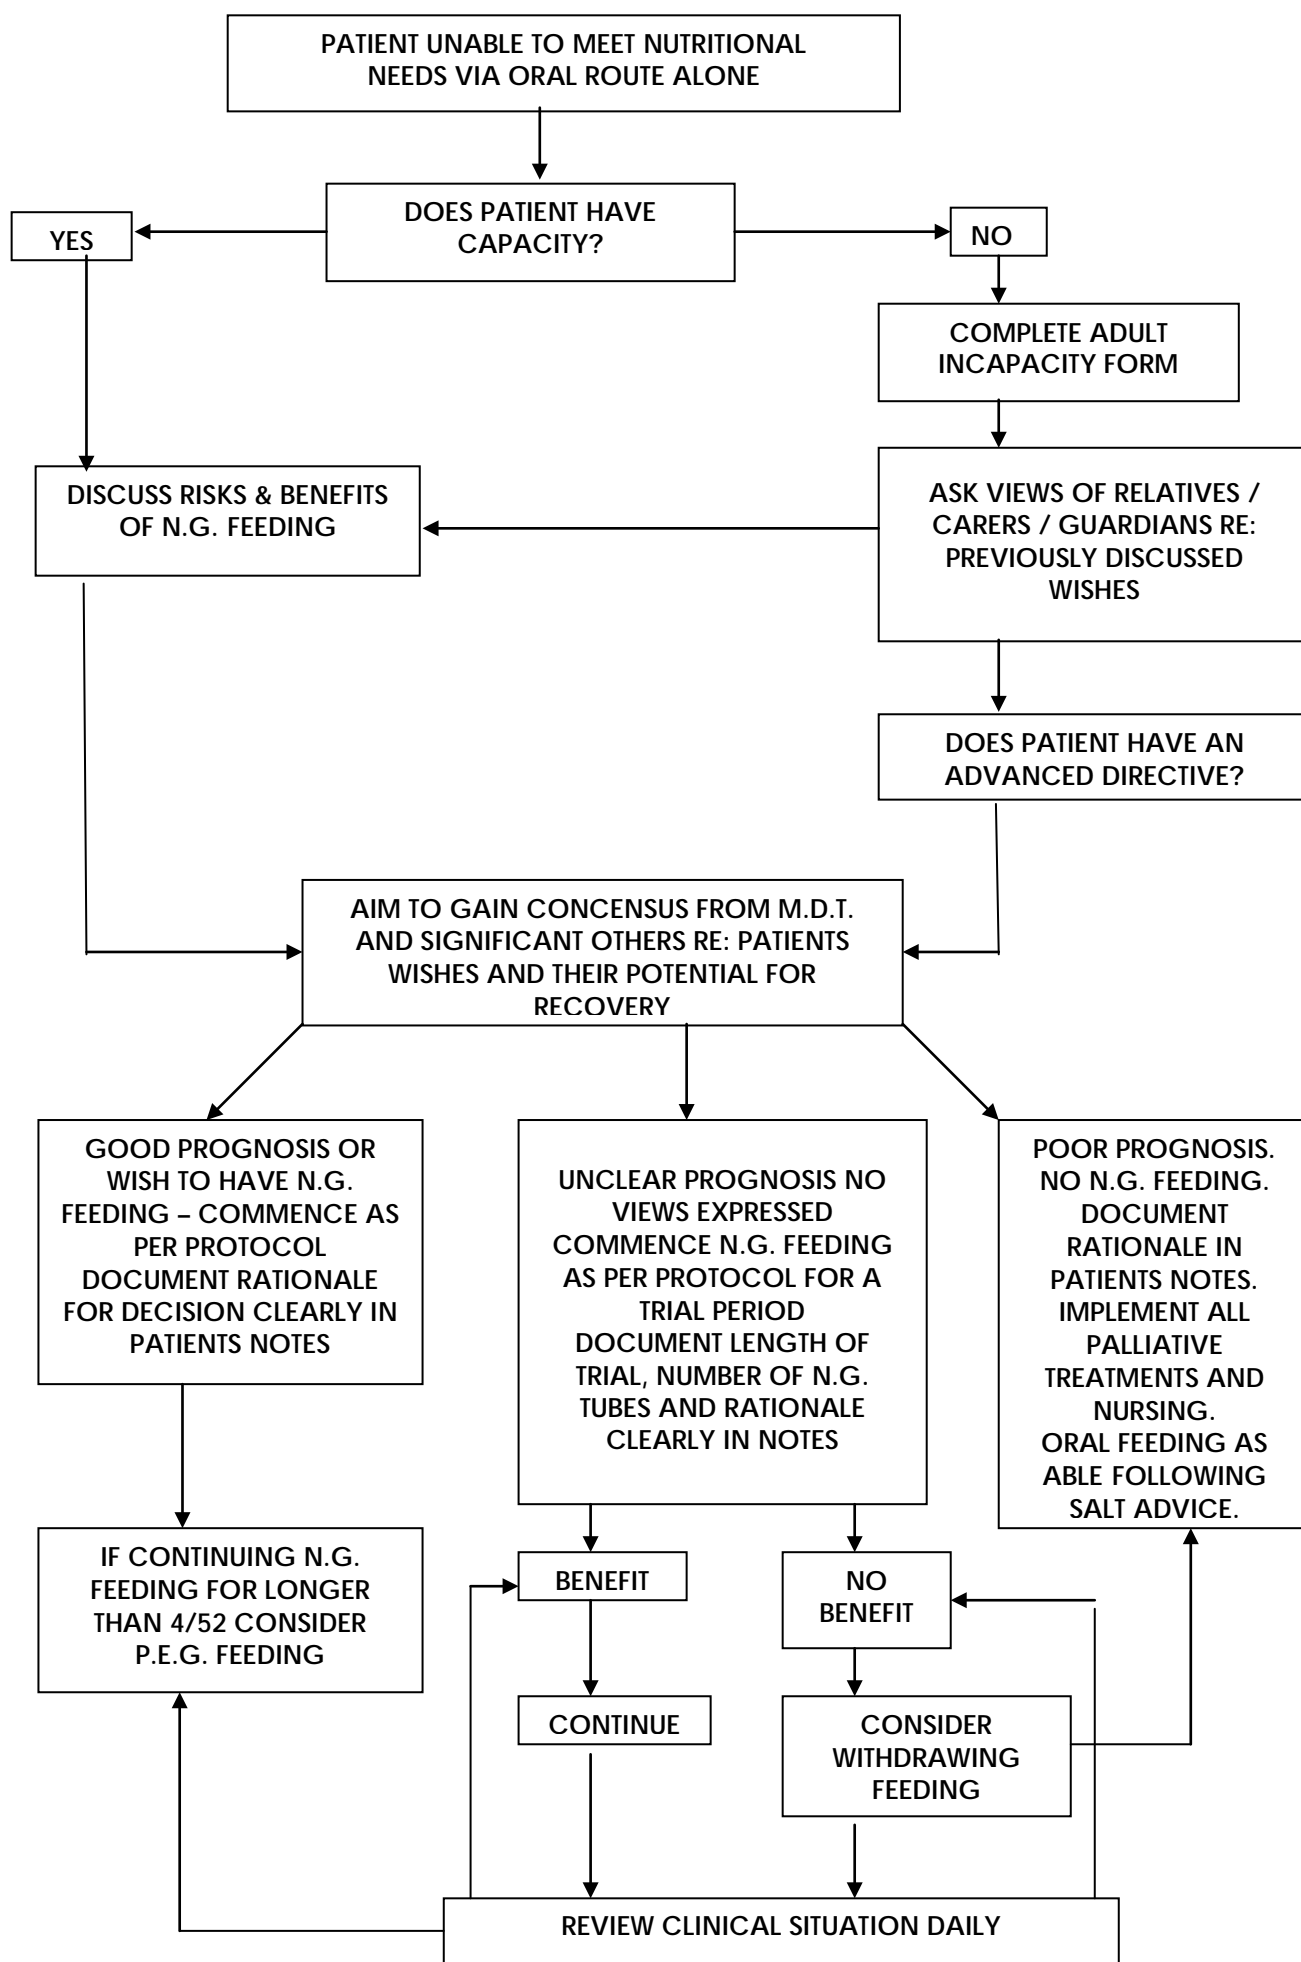 PATIENT UNABLE TO MEET NUTRITIONAL
NEEDS VIA ORAL ROUTE ALONE
DOES PATIENT HAVE
CAPACITY?
YES
NO
COMPLETE ADULT
INCAPACITY FORM
DISCUSS RISKS & BENEFITS
OF N.G. FEEDING
ASK VIEWS OF RELATIVES /
CARERS / GUARDIANS RE:
PREVIOUSLY DISCUSSED
WISHES
DOES PATIENT HAVE AN
ADVANCED DIRECTIVE?
AIM TO GAIN CONCENSUS FROM M.D.T.
AND SIGNIFICANT OTHERS RE: PATIENTS
WISHES AND THEIR POTENTIAL FOR
RECOVERY
GOOD PROGNOSIS OR
WISH TO HAVE N.G.
FEEDING – COMMENCE AS
PER PROTOCOL
DOCUMENT RATIONALE
FOR DECISION CLEARLY IN
PATIENTS NOTES
UNCLEAR PROGNOSIS NO
VIEWS EXPRESSED
COMMENCE N.G. FEEDING
AS PER PROTOCOL FOR A
TRIAL PERIOD
DOCUMENT LENGTH OF
TRIAL, NUMBER OF N.G.
TUBES AND RATIONALE
CLEARLY IN NOTES
POOR PROGNOSIS.
NO N.G. FEEDING.
DOCUMENT
RATIONALE IN
PATIENTS NOTES.
IMPLEMENT ALL
PALLIATIVE
TREATMENTS AND
NURSING.
ORAL FEEDING AS
ABLE FOLLOWING
SALT ADVICE.
IF CONTINUING N.G.
FEEDING FOR LONGER
THAN 4/52 CONSIDER
P.E.G. FEEDING
BENEFIT
NO
BENEFIT
CONTINUE
CONSIDER
WITHDRAWING
FEEDING
REVIEW CLINICAL SITUATION DAILY